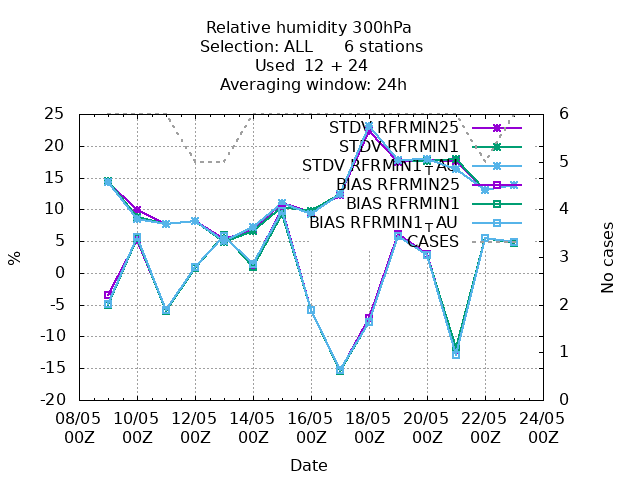 Relative humidity 300hPa
Selection: ALL 6 stations
Used 12 + 24
Averaging window: 24h
25
20
15
10
5
0
-5
-10
-15
-20
%
STDV RFRMIN25
STDV RFRMIN1
STDV RFRMIN1_T_AU
BIAS RFRMIN25
BIAS RFRMIN1
BIAS RFRMIN1_T_AU
CASES
6
5
4
3
2
1
0
No cases
08/05 10/05 12/05 14/05 16/05 18/05 20/05 22/05 24/05
00Z 00Z 00Z 00Z 00Z 00Z 00Z 00Z 00Z
Date